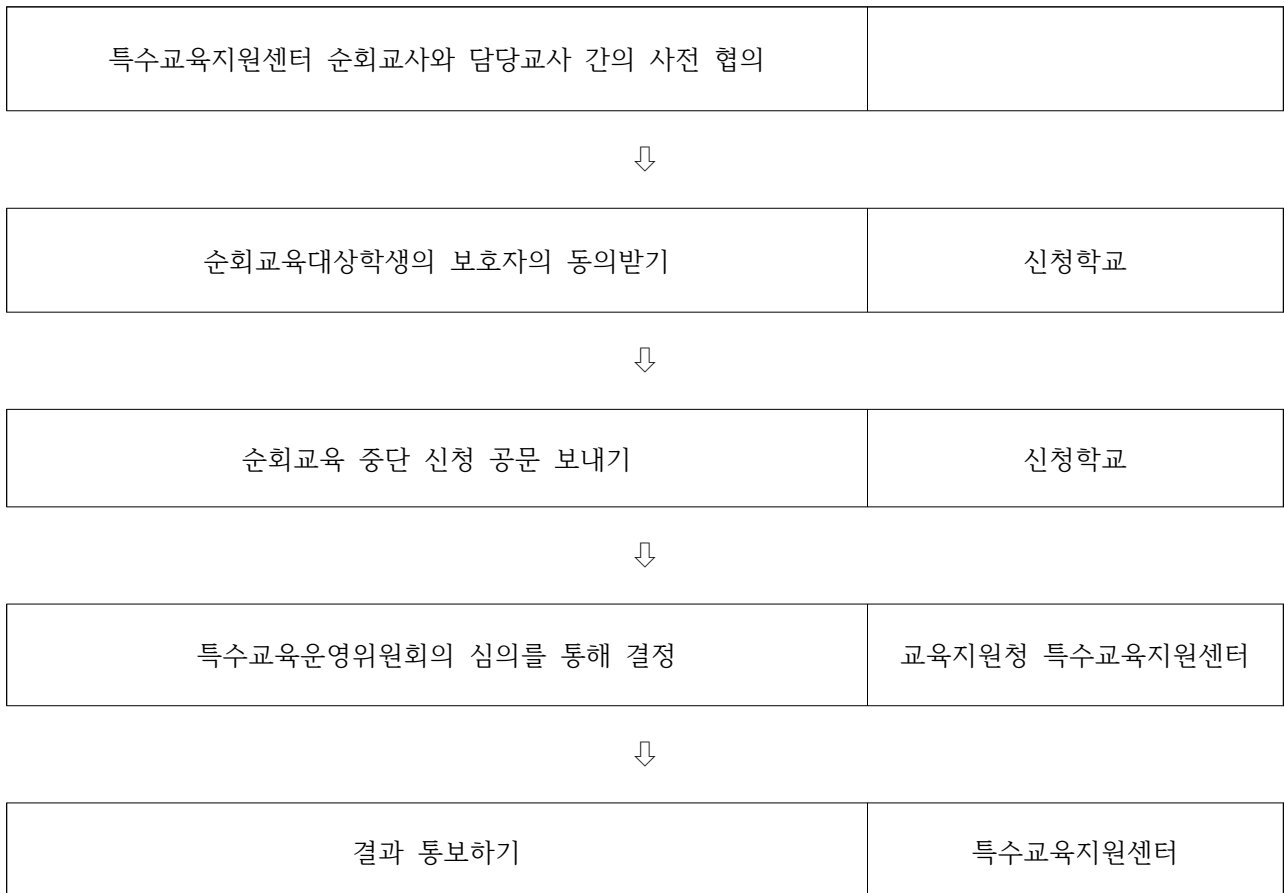 특수교육지원센터 순회교사와 담당교사 간의 사전 협의
⇩
순회교육대상학생의 보호자의 동의받기 신청학교
⇩
순회교육 중단 신청 공문 보내기 신청학교
⇩
특수교육운영위원회의 심의를 통해 결정 교육지원청 특수교육지원센터
⇩
결과 통보하기 특수교육지원센터